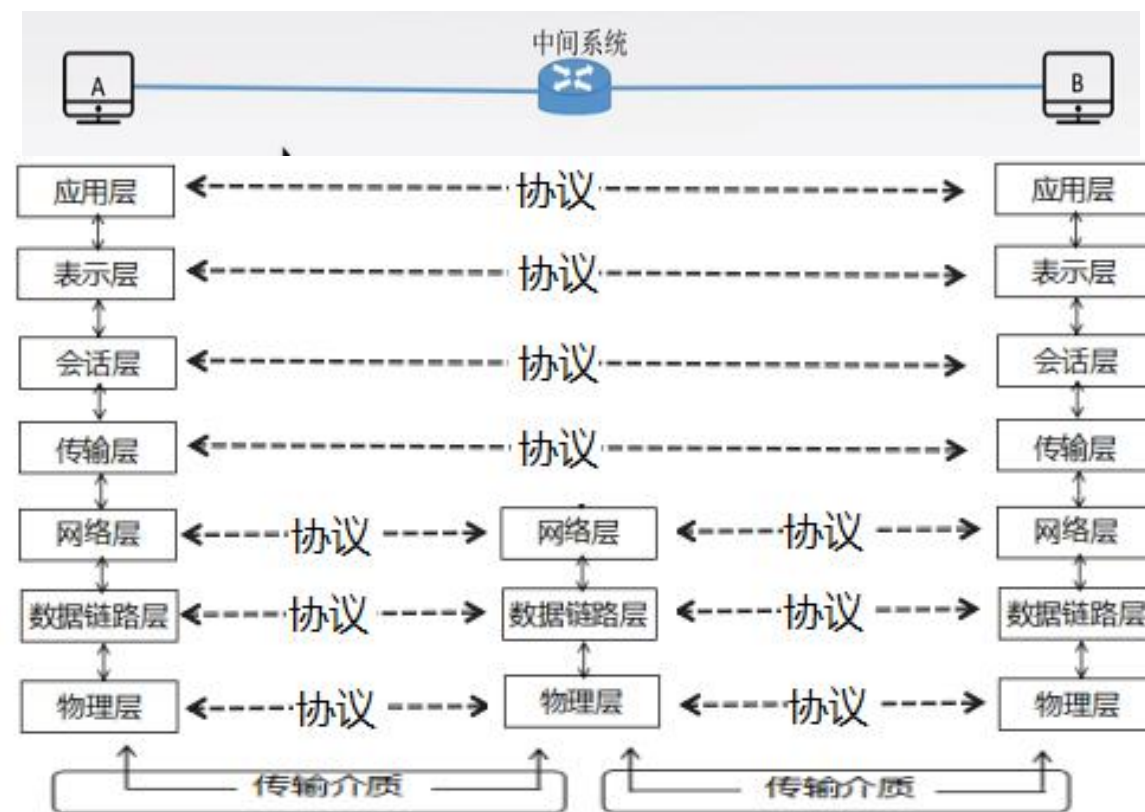 中间系统
A
B
应用层 协议 应用层
表示层 协议 表示层
会话层 协议 会话层
传输层 协议 传输层
网络层 协议 网络层 协议 网络层
数据链路层 协议 数据链路层 协议 数据链路层
物理层 协议 物理层 协议 物理层
传输介质 传输介质